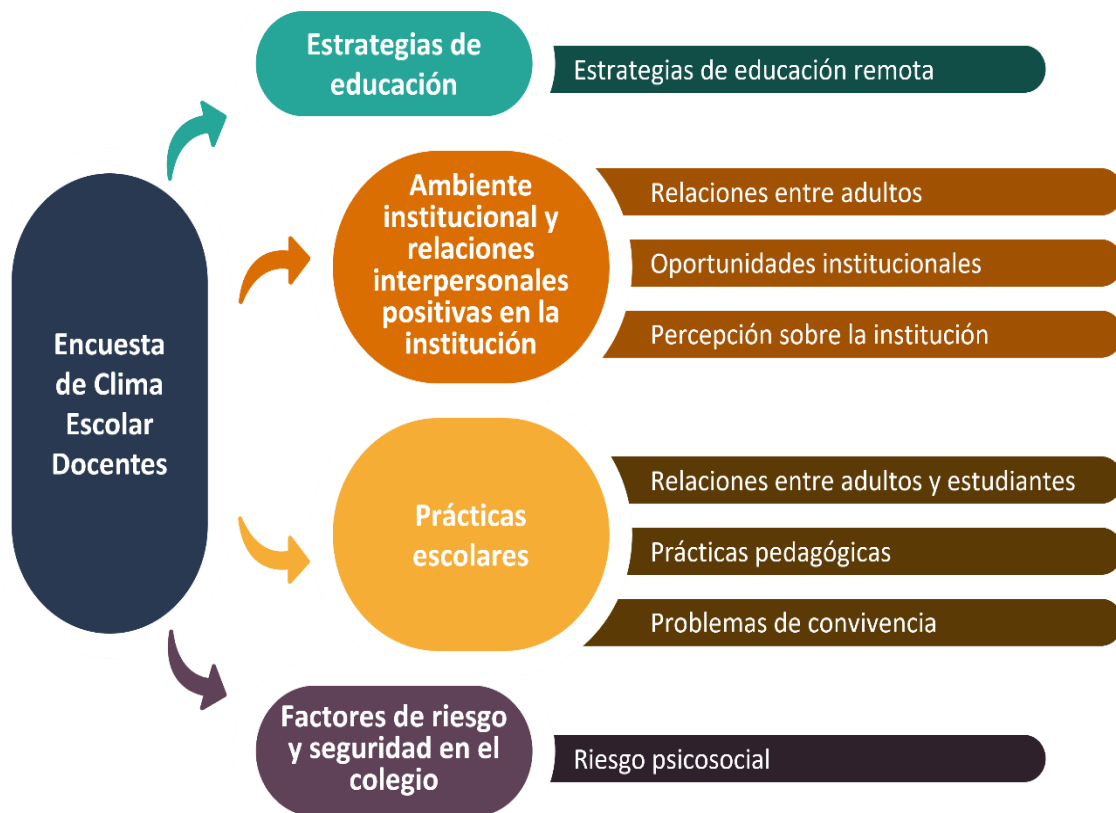 Encuesta
de Clima
Escolar
Docentes
Estrategias de
educación
Estrategias de educación remota
Ambiente
institucional y
relaciones
interpersonales
positivas en la
institución
Relaciones entre adultos
Oportunidades institucionales
Percepción sobre la institución
Prácticas
escolares
Relaciones entre adultos y estudiantes
Prácticas pedagógicas
Problemas de convivencia
Factores de riesgo
y seguridad en el
colegio
Riesgo psicosocial